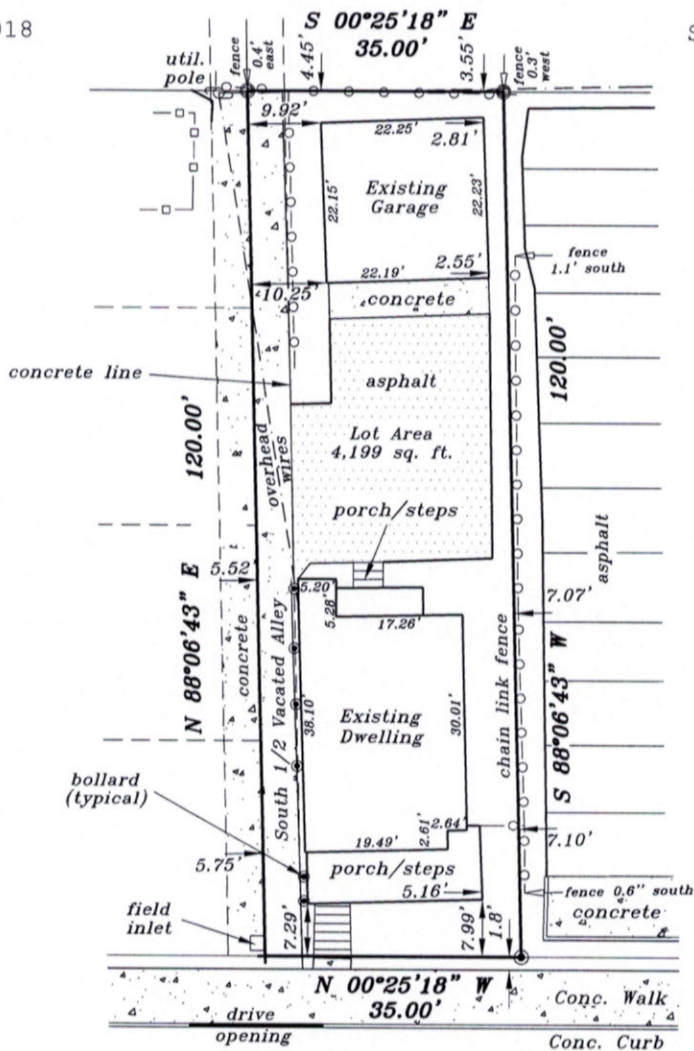 018
S 00°25'18" E
35.00'
util.
pole
fence
0.4'
east
4.45'
3.55'
fence
0.3'
west
9.92'
22.25'
2.81'
22.15'
Existing
Garage
22.23'
fence
1.1' south
22.19'
2.55'
10.25'
concrete
concrete line
asphalt
120.00'
120.00'
Lot Area
4,199 sq. ft.
overhead
wires
porch/steps
asphalt
5.52'
5.20'
5.28'
17.26'
7.07'
N 88°06'43" E
concrete
South 1/2 Vacated Alley
38.10'
Existing
Dwelling
30.01'
chain link fence
S 88°06'43" W
bollard
(typical)
2.64'
2.61'
19.49'
7.10'
5.75'
porch/steps
5.16'
fence 0.6" south
concrete
field
inlet
7.29'
7.99'
1.8'
N 00°25'18" W
35.00'
Conc. Walk
drive
opening
Conc. Curb